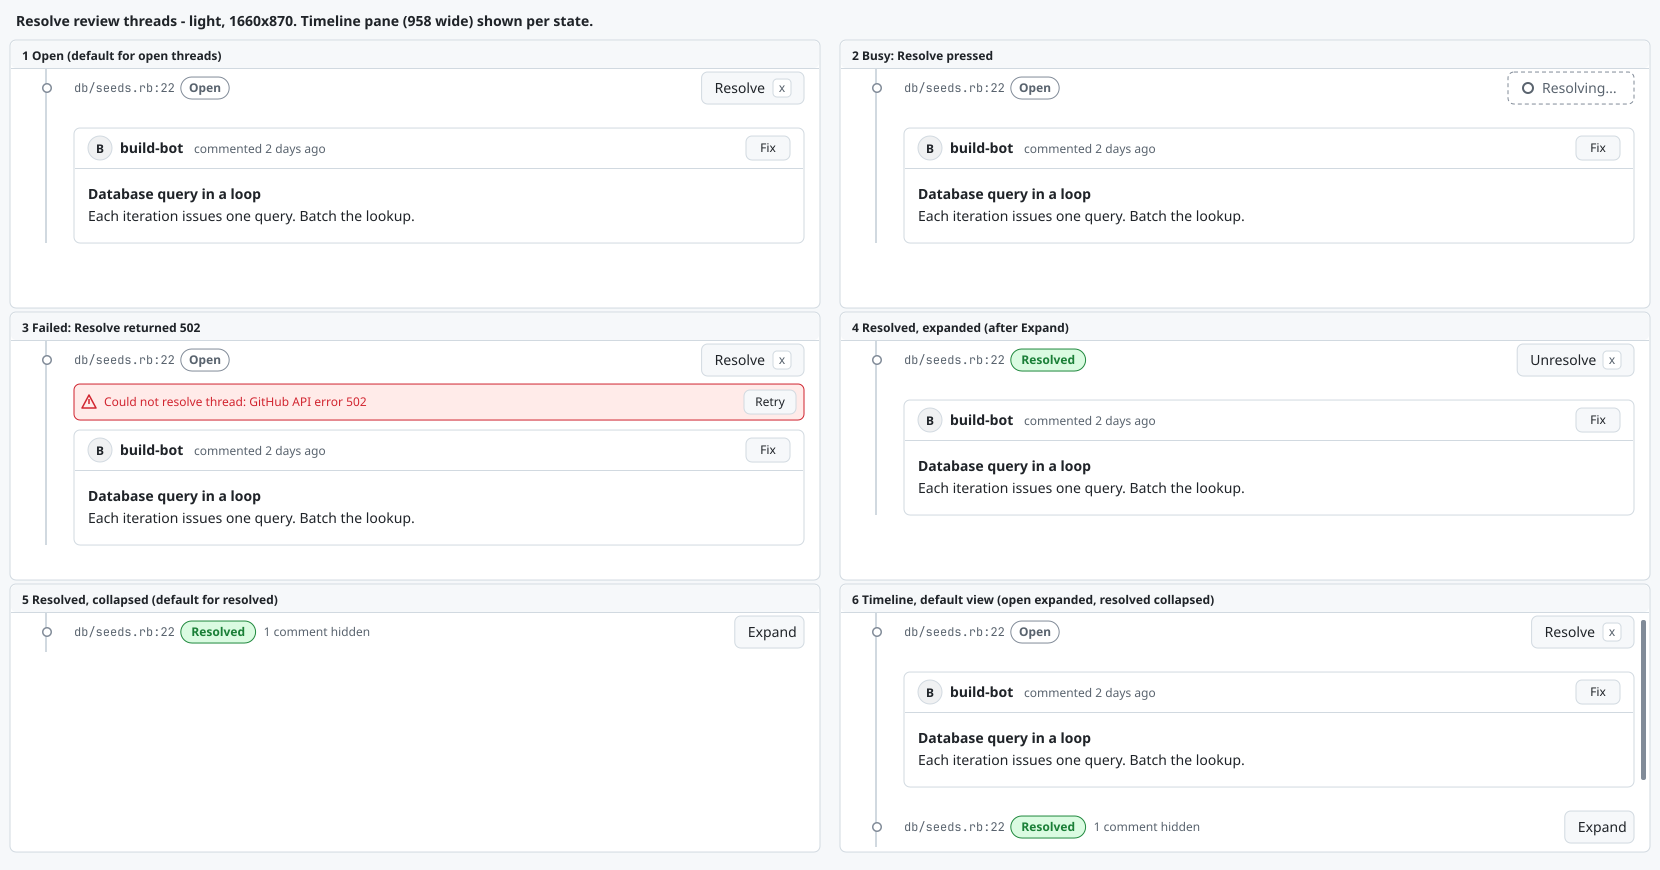 Resolve review threads - light, 1660x870. Timeline pane (958 wide) shown per state.
1 Open (default for open threads)
db/seeds.rb:22 Open Resolve x
B build-bot commented 2 days ago Fix
Database query in a loop
Each iteration issues one query. Batch the lookup.
2 Busy: Resolve pressed
db/seeds.rb:22 Open Resolving...
B build-bot commented 2 days ago Fix
Database query in a loop
Each iteration issues one query. Batch the lookup.
3 Failed: Resolve returned 502
db/seeds.rb:22 Open Resolve x
Could not resolve thread: GitHub API error 502 Retry
B build-bot commented 2 days ago Fix
Database query in a loop
Each iteration issues one query. Batch the lookup.
4 Resolved, expanded (after Expand)
db/seeds.rb:22 Resolved Unresolve x
B build-bot commented 2 days ago Fix
Database query in a loop
Each iteration issues one query. Batch the lookup.
5 Resolved, collapsed (default for resolved)
db/seeds.rb:22 Resolved 1 comment hidden Expand
6 Timeline, default view (open expanded, resolved collapsed)
db/seeds.rb:22 Open Resolve x
B build-bot commented 2 days ago Fix
Database query in a loop
Each iteration issues one query. Batch the lookup.
db/seeds.rb:22 Resolved 1 comment hidden Expand